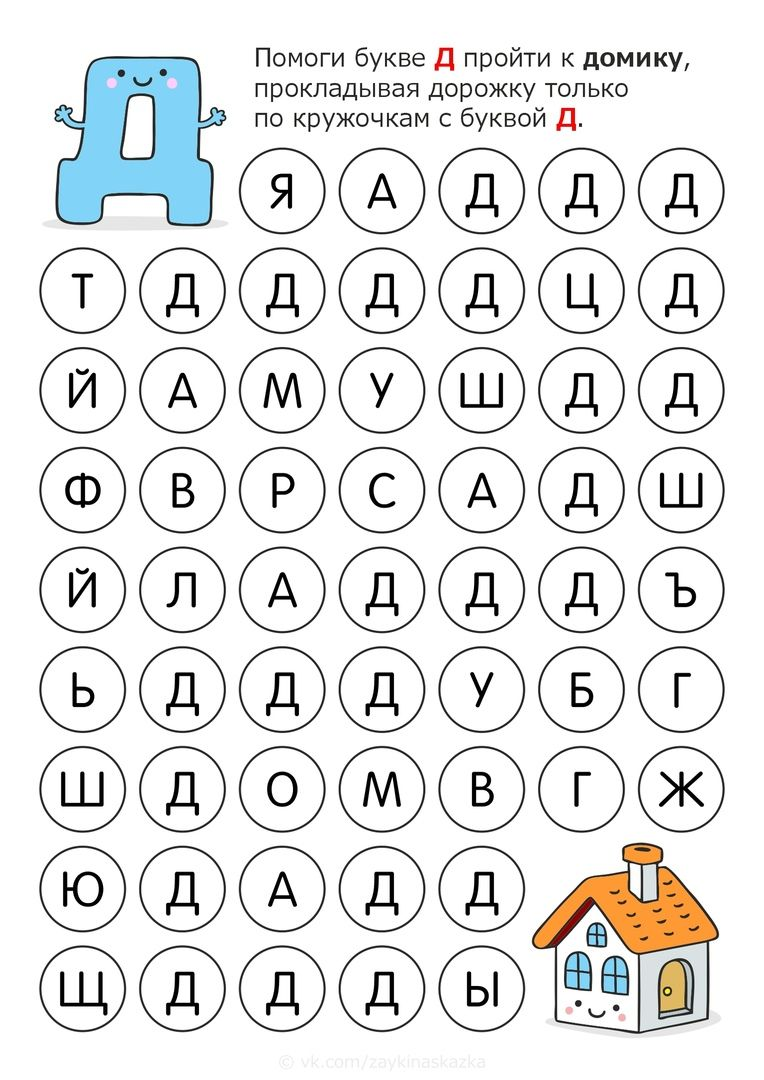 Помоги букве Д пройти к домику,
прокладывая дорожку только
по кружочкам с буквой Д.
Я А Д Д Д
Т Д Д Д Д Ц Д
Й А М У Ш Д Д
Ф В Р С А Д Ш
Й Л А Д Д Д Ъ
Ь Д Д Д У Б Г
Ш Д О М В Г Ж
Ю Д А Д Д
Щ Д Д Д Ы
© vk.com/zaykinaskazka